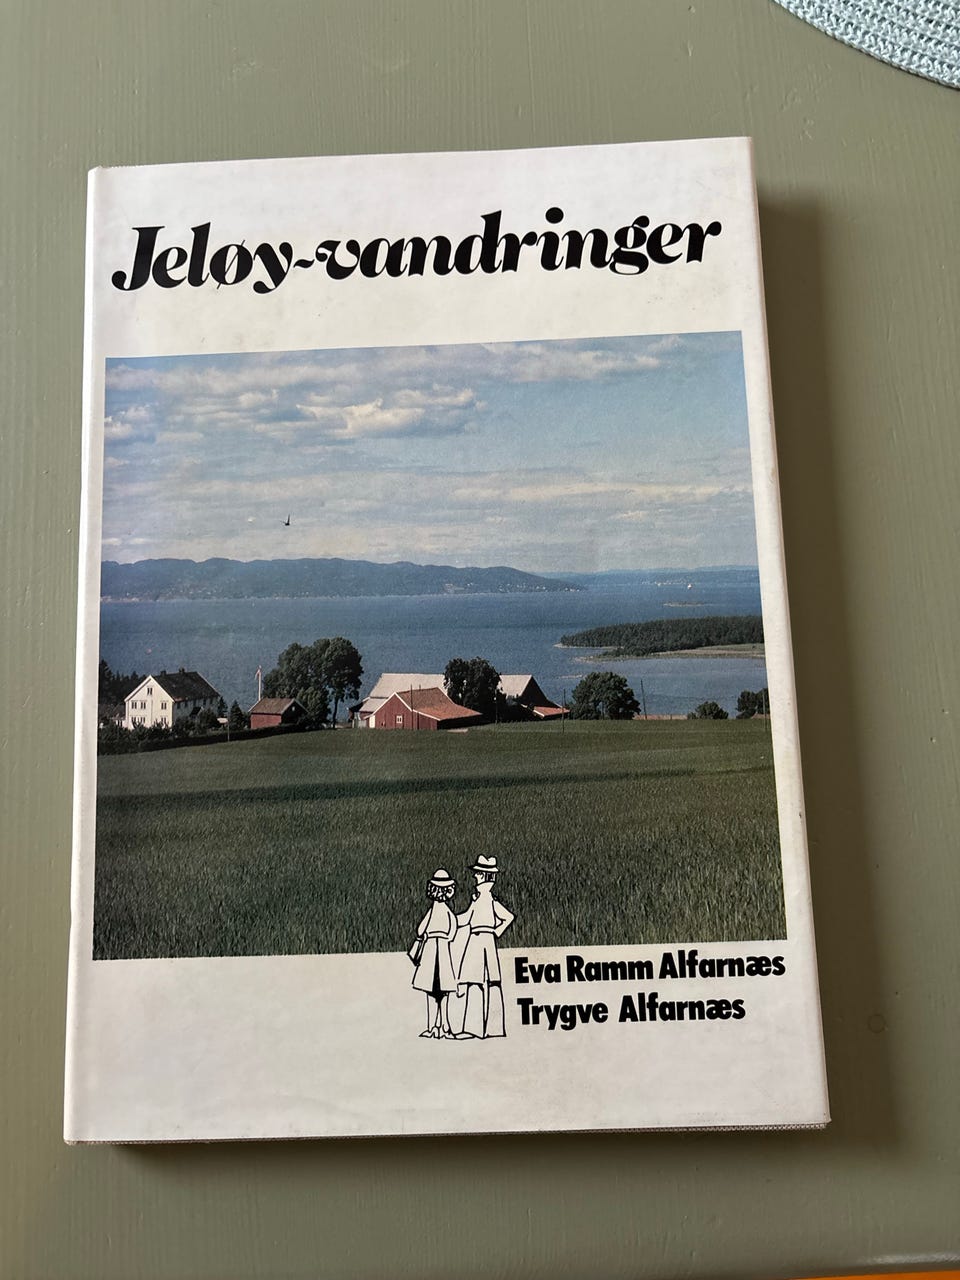 Jeløy-vandringer
Eva Ramm Alfarnæs
Trygve Alfarnæs